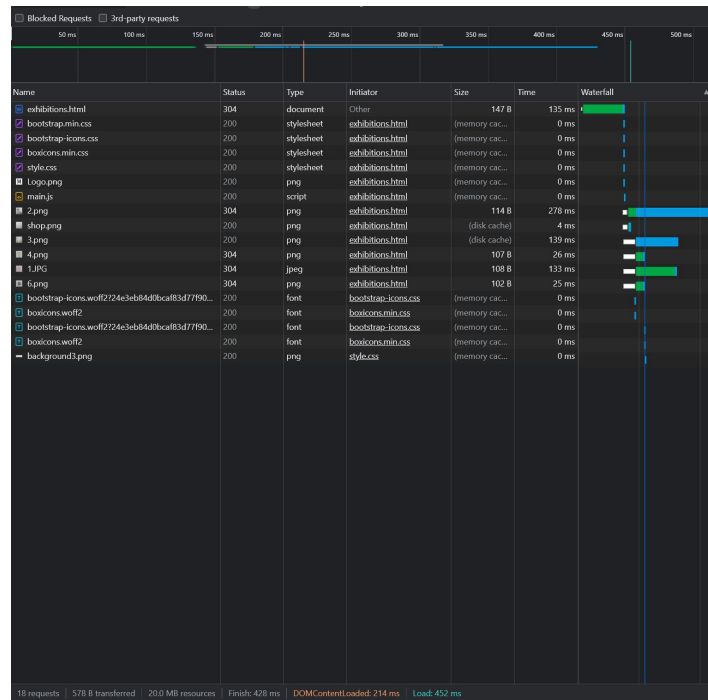 Blocked Requests 3rd-party requests
50 ms 100 ms 150 ms 200 ms 250 ms 300 ms 350 ms 400 ms 450 ms 500 ms
Name Status Type Initiator Size Time Waterfall
exhibitions.html 304 document Other 147 B 135 ms
bootstrap.min.css 200 stylesheet exhibitions.html (memory cac... 0 ms
bootstrap-icons.css 200 stylesheet exhibitions.html (memory cac... 0 ms
boxicons.min.css 200 stylesheet exhibitions.html (memory cac... 0 ms
style.css 200 stylesheet exhibitions.html (memory cac... 0 ms
Logo.png 200 png exhibitions.html (memory cac... 0 ms
main.js 200 script exhibitions.html (memory cac... 0 ms
2.png 304 png exhibitions.html 114 B 278 ms
shop.png 200 png exhibitions.html (disk cache) 4 ms
3.png 200 png exhibitions.html (disk cache) 139 ms
4.png 304 png exhibitions.html 107 B 26 ms
1.JPG 304 jpeg exhibitions.html 108 B 133 ms
6.png 304 png exhibitions.html 102 B 25 ms
bootstrap-icons.woff2?24e3eb84d0bcaf83d77f90... 200 font bootstrap-icons.css (memory cac... 0 ms
boxicons.woff2 200 font boxicons.min.css (memory cac... 0 ms
bootstrap-icons.woff2?24e3eb84d0bcaf83d77f90... 200 font bootstrap-icons.css (memory cac... 0 ms
boxicons.woff2 200 font boxicons.min.css (memory cac... 0 ms
background3.png 200 png style.css (memory cac... 0 ms
18 requests 578 B transferred 20.0 MB resources Finish: 428 ms DOMContentLoaded: 214 ms Load: 452 ms